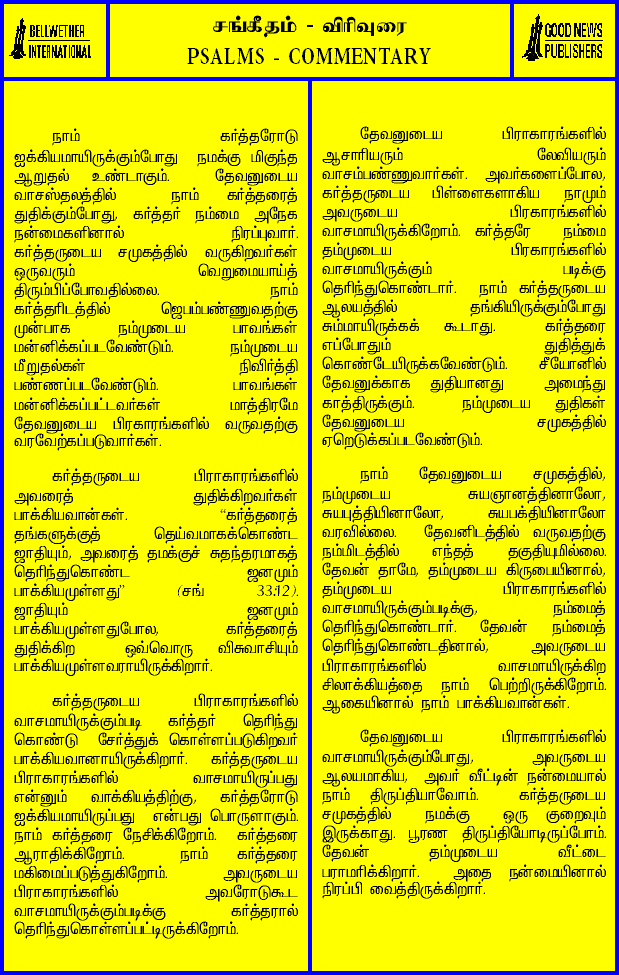 BELLWETHER
INTERNATIONAL
சங்கீதம் - விரிவுரை
PSALMS - COMMENTARY
GOOD NEWS
PUBLISHERS
நாம் கர்த்தரோடு
ஐக்கியமாயிருக்கும்போது நமக்கு மிகுந்த
ஆறுதல் உண்டாகும். தேவனுடைய
வாசஸ்தலத்தில் நாம் கர்த்தரைத்
துதிக்கும்போது, கர்த்தர் நம்மை அநேக
நன்மைகளினால் நிரப்புவார்.
கர்த்தருடைய சமுகத்தில் வருகிறவர்கள்
ஒருவரும் வெறுமையாய்த்
திரும்பிப்போவதில்லை. நாம்
கர்த்தரிடத்தில் ஜெபம்பண்ணுவதற்கு
முன்பாக நம்முடைய பாவங்கள்
மன்னிக்கப்படவேண்டும். நம்முடைய
மீறுதல்கள் நிவிர்த்தி
பண்ணப்படவேண்டும். பாவங்கள்
மன்னிக்கப்பட்டவர்கள் மாத்திரமே
தேவனுடைய பிரகாரங்களில் வருவதற்கு
வரவேற்கப்படுவார்கள்.
கர்த்தருடைய பிராகாரங்களில்
அவரைத் துதிக்கிறவர்கள்
பாக்கியவான்கள். “கர்த்தரைத்
தங்களுக்குத் தெய்வமாகக்கொண்ட
ஜாதியும், அவரைத் தமக்குச் சுதந்தரமாகத்
தெரிந்துகொண்ட ஜனமும்
பாக்கியமுள்ளது” (சங் 33:12).
ஜாதியும் ஜனமும்
பாக்கியமுள்ளதுபோல, கர்த்தரைத்
துதிக்கிற ஒவ்வொரு விசுவாசியும்
பாக்கியமுள்ளவராயிருக்கிறார்.
கர்த்தருடைய பிராகாரங்களில்
வாசமாயிருக்கும்படி கர்த்தர் தெரிந்து
கொண்டு சேர்த்துக் கொள்ளப்படுகிறவர்
பாக்கியவானாயிருக்கிறார். கர்த்தருடைய
பிராகாரங்களில் வாசமாயிருப்பது
என்னும் வாக்கியத்திற்கு, கர்த்தரோடு
ஐக்கியமாயிருப்பது என்பது பொருளாகும்.
நாம் கர்த்தரை நேசிக்கிறோம். கர்த்தரை
ஆராதிக்கிறோம். நாம் கர்த்தரை
மகிமைப்படுத்துகிறோம். அவருடைய
பிராகாரங்களில் அவரோடுகூட
வாசமாயிருக்கும்படிக்கு கர்த்தரால்
தெரிந்துகொள்ளப்பட்டிருக்கிறோம்.
தேவனுடைய பிராகாரங்களில்
ஆசாரியரும் லேவியரும்
வாசம்பண்ணுவார்கள். அவர்களைப்போல,
கர்த்தருடைய பிள்ளைகளாகிய நாமும்
அவருடைய பிரகாரங்களில்
வாசமாயிருக்கிறோம். கர்த்தரே நம்மை
தம்முடைய பிரகாரங்களில்
வாசமாயிருக்கும் படிக்கு
தெரிந்துகொண்டார். நாம் கர்த்தருடைய
ஆலயத்தில் தங்கியிருக்கும்போது
சும்மாயிருக்கக் கூடாது. கர்த்தரை
எப்போதும் துதித்துக்
கொண்டேயிருக்கவேண்டும். சீயோனில்
தேவனுக்காக துதியானது அமைந்து
காத்திருக்கும். நம்முடைய துதிகள்
தேவனுடைய சமுகத்தில்
ஏறெடுக்கப்படவேண்டும்.
நாம் தேவனுடைய சமுகத்தில்,
நம்முடைய சுயஞானத்தினாலோ,
சுயபுத்தியினாலோ, சுயபக்தியினாலோ
வரவில்லை. தேவனிடத்தில் வருவதற்கு
நம்மிடத்தில் எந்தத் தகுதியுமில்லை.
தேவன் தாமே, தம்முடைய கிருபையினால்,
தம்முடைய பிராகாரங்களில்
வாசமாயிருக்கும்படிக்கு, நம்மைத்
தெரிந்துகொண்டார். தேவன் நம்மைத்
தெரிந்துகொண்டதினால், அவருடைய
பிராகாரங்களில் வாசமாயிருக்கிற
சிலாக்கியத்தை நாம் பெற்றிருக்கிறோம்.
ஆகையினால் நாம் பாக்கியவான்கள்.
தேவனுடைய பிராகாரங்களில்
வாசமாயிருக்கும்போது, அவருடைய
ஆலயமாகிய, அவர் வீட்டின் நன்மையால்
நாம் திருப்தியாவோம். கர்த்தருடைய
சமுகத்தில் நமக்கு ஒரு குறைவும்
இருக்காது. பூரண திருப்தியோடிருப்போம்.
தேவன் தம்முடைய வீட்டை
பராமரிக்கிறார். அதை நன்மையினால்
நிரப்பி வைத்திருக்கிறார்.